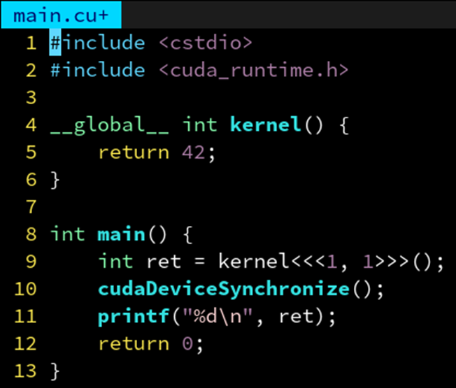 main.cu+
1 #include <cstdio>
2 #include <cuda_runtime.h>
3
4 __global__ int kernel() {
5     return 42;
6 }
7
8 int main() {
9     int ret = kernel<<<1, 1>>>();
10     cudaDeviceSynchronize();
11     printf("%d\n", ret);
12     return 0;
13 }